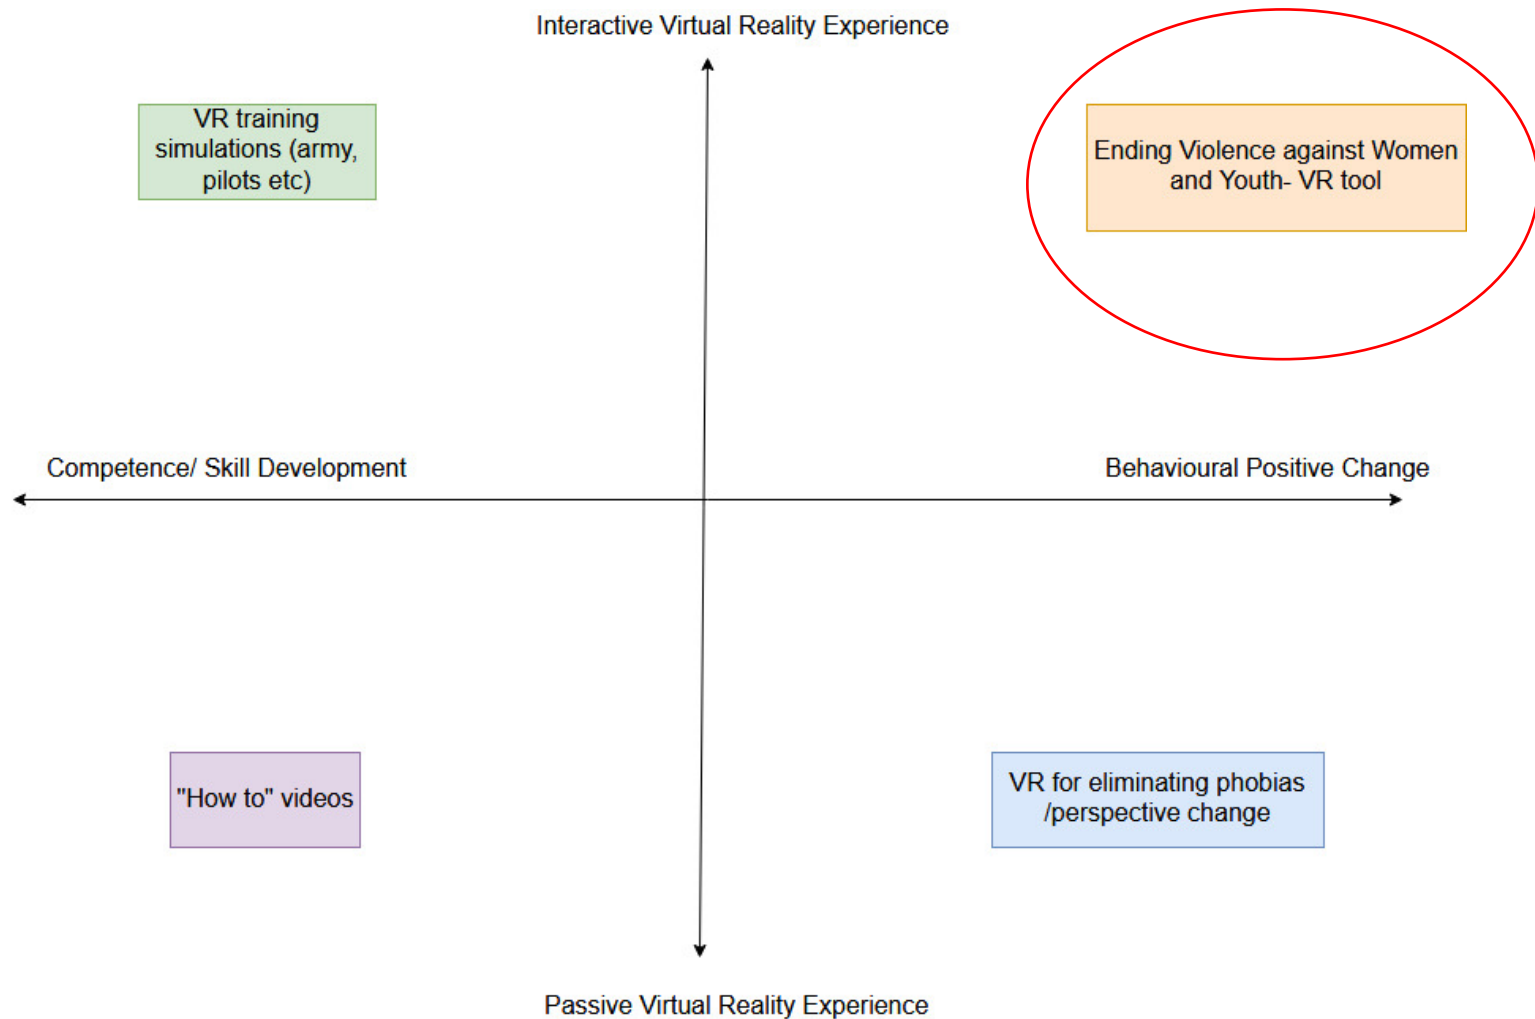 Interactive Virtual Reality Experience
VR training
simulations (army,
pilots etc)
Ending Violence against Women
and Youth- VR tool
Competence/ Skill Development
Behavioural Positive Change
"How to" videos
VR for eliminating phobias
/perspective change
Passive Virtual Reality Experience